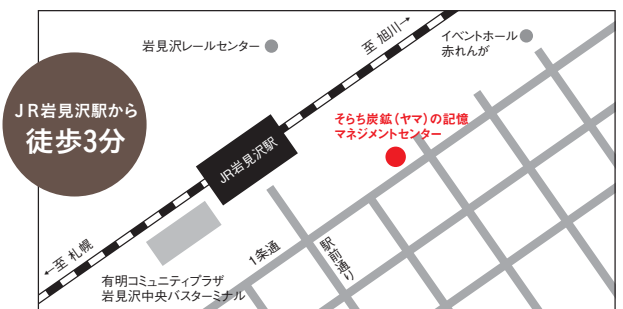 岩見沢レールセンター
至 旭川→
イベントホール
赤れんが
JR岩見沢駅から
徒歩3分
そらち炭鉱(ヤマ)の記憶
マネジメントセンター
JR岩見沢駅
←至 札幌
1条通
駅前通り
有明コミュニティプラザ
岩見沢中央バスターミナル